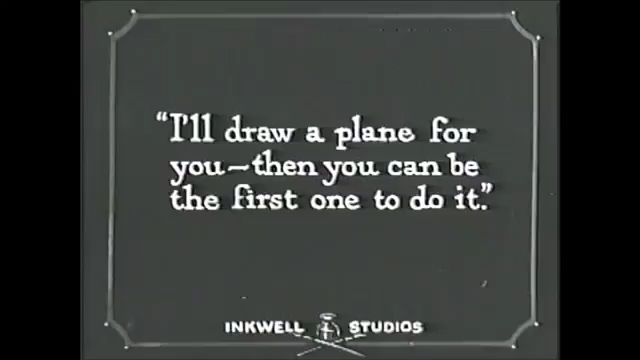 “I'll draw a plane for
you—then you can be
the first one to do it.”
INKWELL STUDIOS